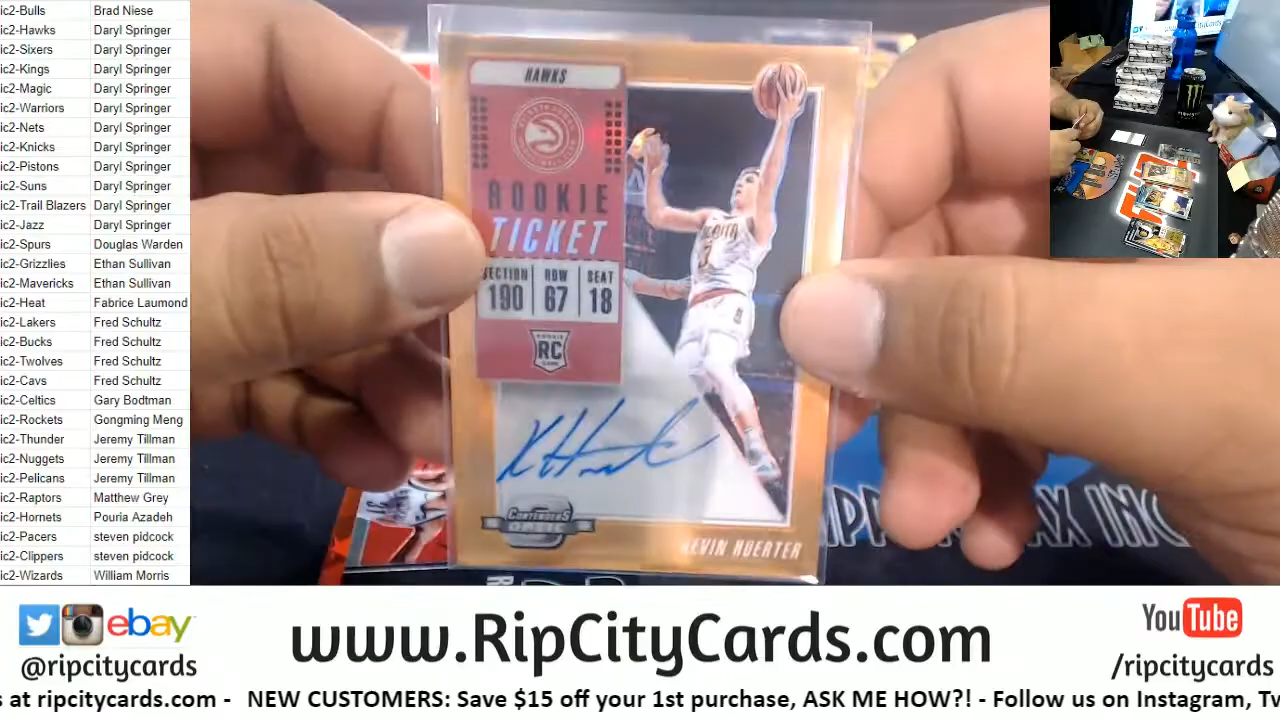 ic2-Bulls Brad Niese
ic2-Hawks Daryl Springer
ic2-Sixers Daryl Springer
ic2-Kings Daryl Springer
ic2-Magic Daryl Springer
ic2-Warriors Daryl Springer
ic2-Nets Daryl Springer
ic2-Knicks Daryl Springer
ic2-Pistons Daryl Springer
ic2-Suns Daryl Springer
ic2-Trail Blazers Daryl Springer
ic2-Jazz Daryl Springer
ic2-Spurs Douglas Warden
ic2-Grizzlies Ethan Sullivan
ic2-Mavericks Ethan Sullivan
ic2-Heat Fabrice Laumond
ic2-Lakers Fred Schultz
ic2-Bucks Fred Schultz
ic2-Twolves Fred Schultz
ic2-Cavs Fred Schultz
ic2-Celtics Gary Bodtman
ic2-Rockets Gongming Meng
ic2-Thunder Jeremy Tillman
ic2-Nuggets Jeremy Tillman
ic2-Pelicans Jeremy Tillman
ic2-Raptors Matthew Grey
ic2-Hornets Pouria Azadeh
ic2-Pacers steven pidcock
ic2-Clippers steven pidcock
ic2-Wizards William Morris
HAWKS
ROOKIE
TICKET
SECTION ROW SEAT
190 67 18
RC
CONTENDERS
KEVIN HUERTER
INC
ebay
@ripcitycards
www.RipCityCards.com
YouTube
/ripcitycards
s at ripcitycards.com - NEW CUSTOMERS: Save $15 off your 1st purchase, ASK ME HOW?! - Follow us on Instagram, Tv